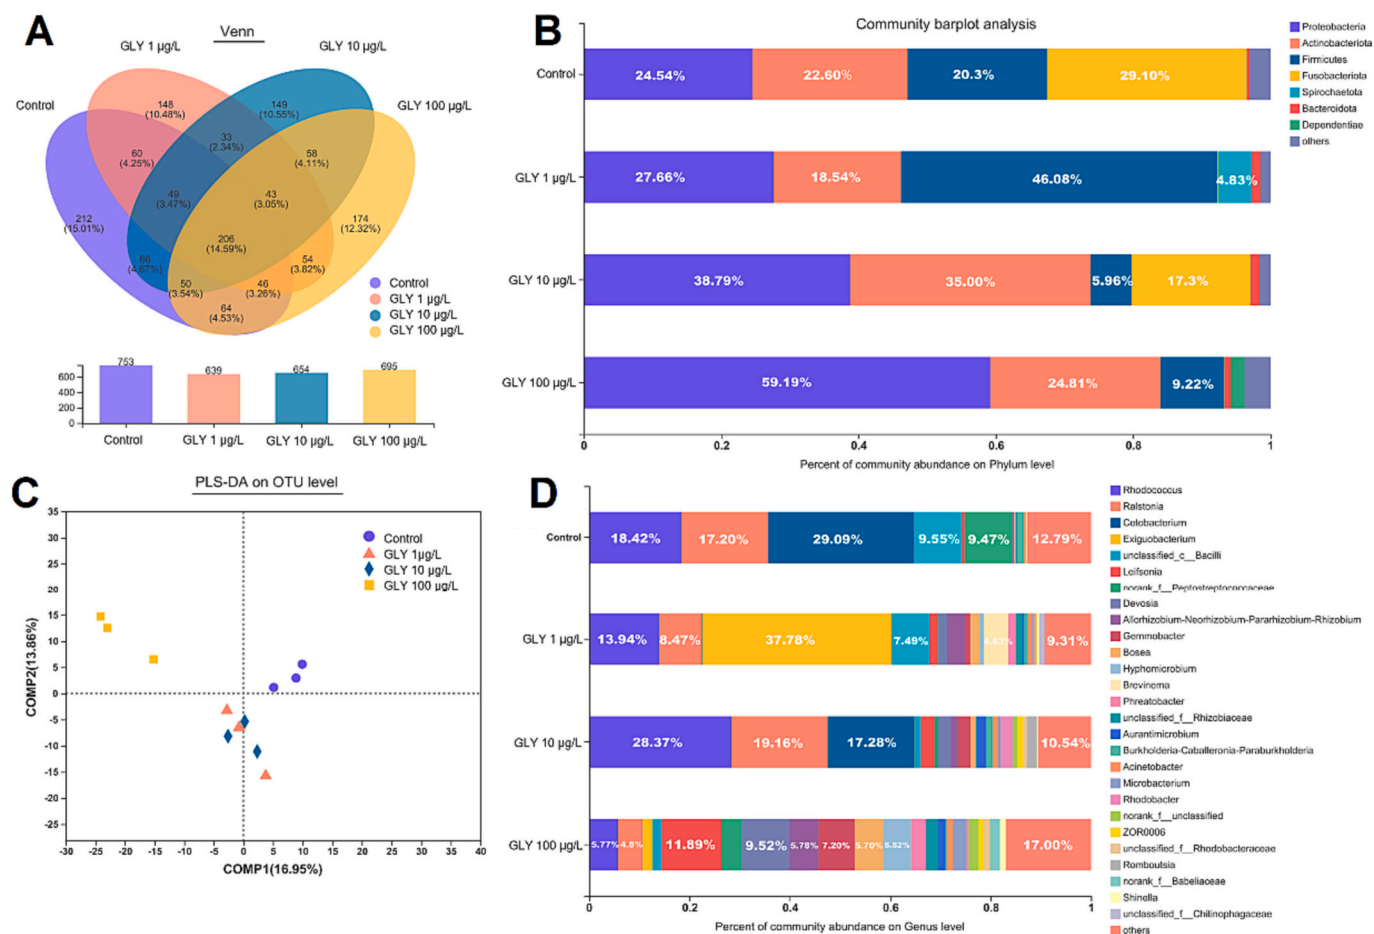 A
Venn
GLY 1 µg/L
GLY 10 µg/L
Control
GLY 100 µg/L
148
(10.48%)
149
(10.55%)
33
(2.34%)
60
(4.25%)
58
(4.11%)
49
(3.47%)
43
(3.05%)
212
(15.01%)
174
(12.32%)
206
(14.59%)
66
(4.67%)
54
(3.82%)
50
(3.54%)
46
(3.26%)
64
(4.53%)
Control
GLY 1 µg/L
GLY 10 µg/L
GLY 100 µg/L
753
639
654
695
600
400
200
0
Control
GLY 1 µg/L
GLY 10 µg/L
GLY 100 µg/L
B
Community barplot analysis
Control
24.54%
22.60%
20.3%
29.10%
GLY 1 µg/L
27.66%
18.54%
46.08%
4.83%
GLY 10 µg/L
38.79%
35.00%
5.96%
17.3%
GLY 100 µg/L
59.19%
24.81%
9.22%
0
0.2
0.4
0.6
0.8
1
Percent of community abundance on Phylum level
Proteobacteria
Actinobacteriota
Firmicutes
Fusobacteriota
Spirochaetota
Bacteroidota
Dependentiae
others
C
PLS-DA on OTU level
Control
GLY 1µg/L
GLY 10 µg/L
GLY 100 µg/L
COMP2(13.86%)
35
30
25
20
15
10
5
0
-5
-10
-15
-20
-25
-30
-25
-20
-15
-10
-5
0
5
10
15
20
25
30
35
40
COMP1(16.95%)
D
Control
18.42%
17.20%
29.09%
9.55%
9.47%
12.79%
GLY 1 µg/L
13.94%
8.47%
37.78%
7.49%
4.83%
9.31%
GLY 10 µg/L
28.37%
19.16%
17.28%
10.54%
GLY 100 µg/L
5.77%
4.8%
11.89%
9.52%
5.78%
7.20%
5.70%
5.52%
17.00%
0
0.2
0.4
0.6
0.8
1
Percent of community abundance on Genus level
Rhodococcus
Ralstonia
Cetobacterium
Exiguobacterium
unclassified_c__Bacilli
Leifsonia
norank_f__Peptostreptococcaceae
Devosia
Allorhizobium-Neorhizobium-Pararhizobium-Rhizobium
Gemmobacter
Bosea
Hyphomicrobium
Brevinema
Phreatobacter
unclassified_f__Rhizobiaceae
Aurantimicrobium
Burkholderia-Caballeronia-Paraburkholderia
Acinetobacter
Microbacterium
Rhodobacter
norank_f__unclassified
ZOR0006
unclassified_f__Rhodobacteraceae
Romboutsia
norank_f__Babeliaceae
Shinella
unclassified_f__Chitinophagaceae
others